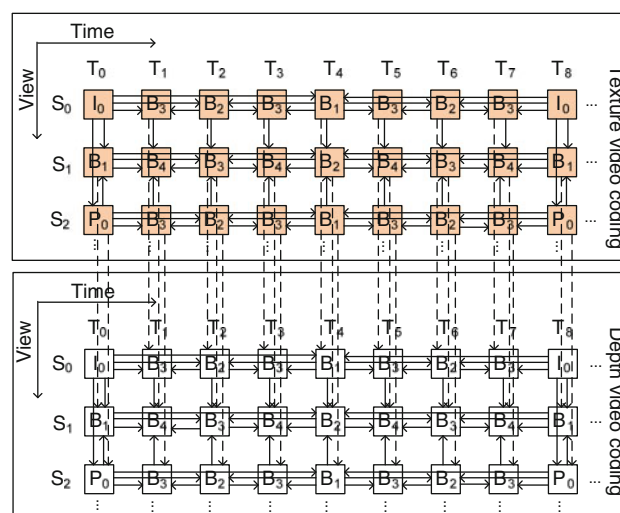 Time
View
T0 T1 T2 T3 T4 T5 T6 T7 T8
S0 I0 B3 B2 B3 B1 B3 B2 B3 I0 ...
S1 B1 B4 B3 B4 B2 B4 B3 B4 B1 ...
S2 P0 B3 B2 B3 B1 B3 B2 B3 P0 ...
Texture video coding
Time
View
T0 T1 T2 T3 T4 T5 T6 T7 T8
S0 I0 B3 B2 B3 B1 B3 B2 B3 I0 ...
S1 B1 B4 B3 B4 B2 B4 B3 B4 B1 ...
S2 P0 B3 B2 B3 B1 B3 B2 B3 P0 ...
Depth video coding